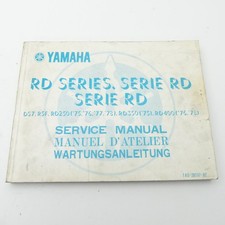 YAMAHA
RD SERIES. SERIE RD
SERIE RD
SERVICE MANUAL
MANUEL D'ATELIER
WARTUNGSANLEITUNG